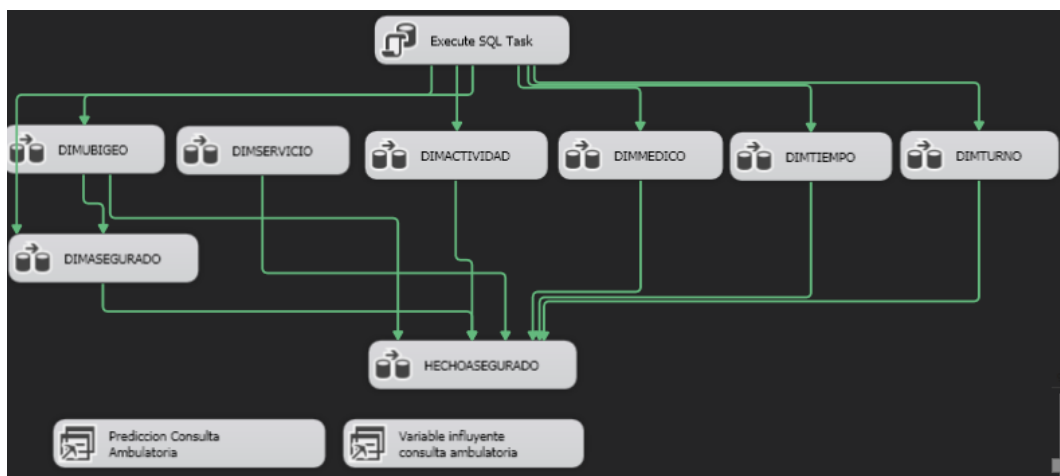 Execute SQL Task
DIMUBIGEO
DIMSERVICIO
DIMACTIVIDAD
DIMMEDICO
DIMTIEMPO
DIMTURNO
DIMASEGURADO
HECHOASEGURADO
Prediccion Consulta
Ambulatoria
Variable influyente
consulta ambulatoria